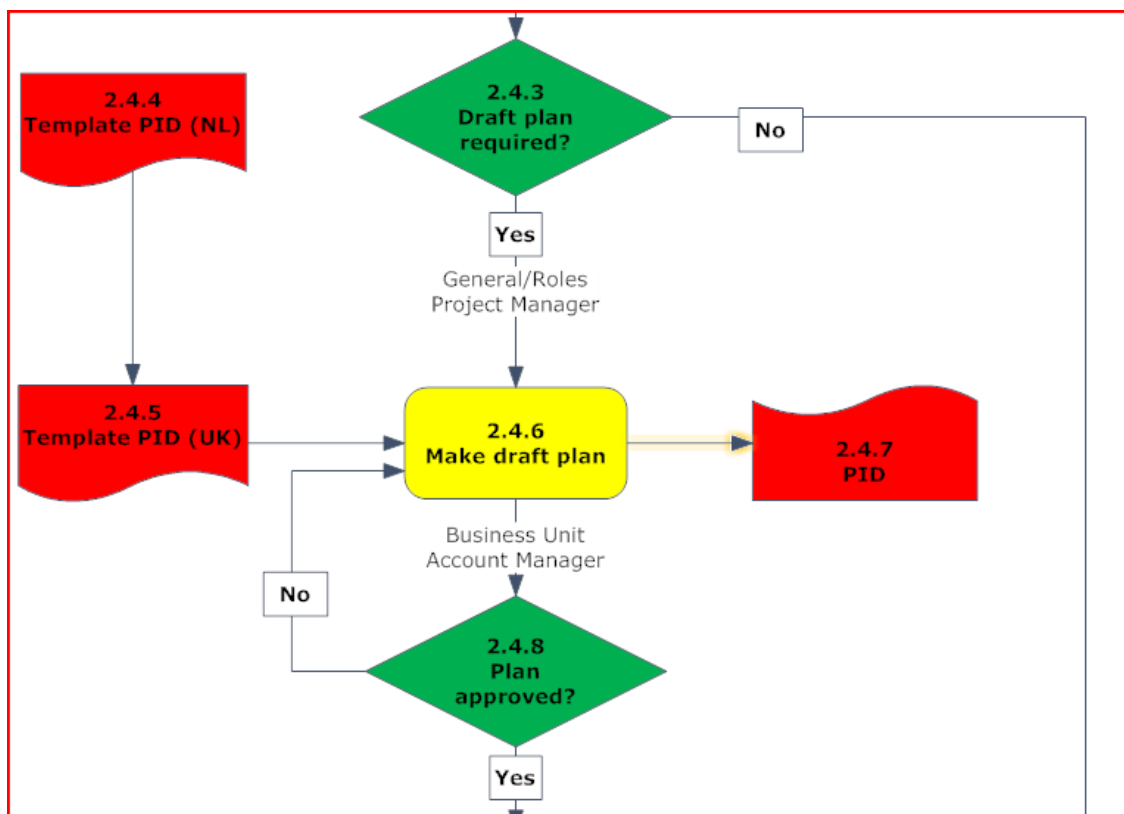 2.4.4
Template PID (NL)
2.4.3
Draft plan
required?
No
Yes
General/Roles
Project Manager
2.4.5
Template PID (UK)
2.4.6
Make draft plan
2.4.7
PID
Business Unit
Account Manager
No
2.4.8
Plan
approved?
Yes